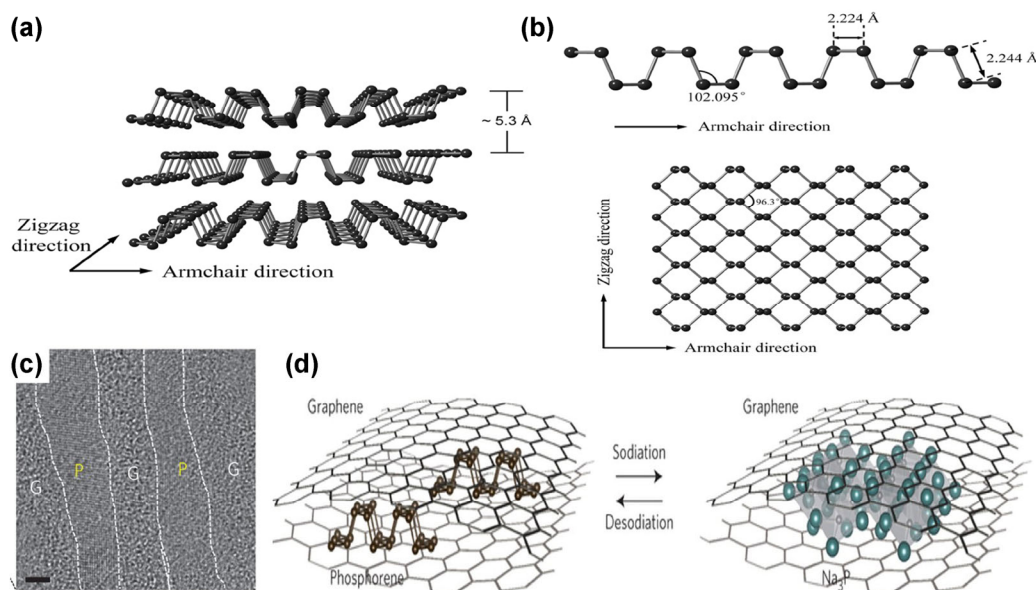 (a)
~ 5.3 Å
Zigzag
direction
Armchair direction
(b)
2.224 Å
2.244 Å
102.095°
Armchair direction
96.3°
Zigzag direction
Armchair direction
(c)
G
P
G
P
G
(d)
Graphene
Phosphorene
Sodiation
Desodiation
Graphene
Na₃P